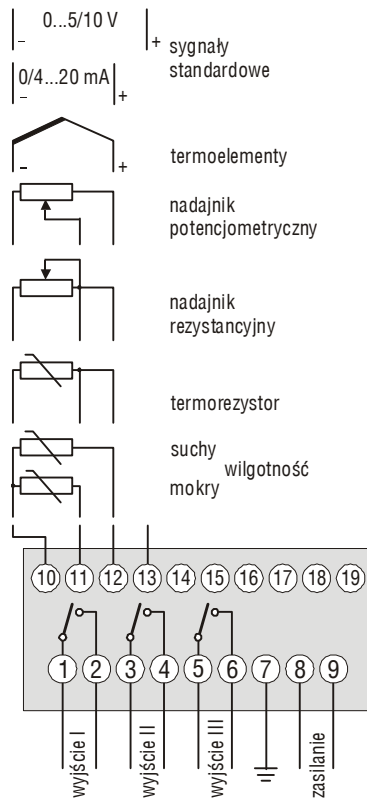 0...5/10 V
- +
sygnały
standardowe
0/4...20 mA
- +
- +
termoelementy
nadajnik
potencjometryczny
nadajnik
rezystancyjny
termorezystor
suchy
wilgotność
mokry
10 11 12 13 14 15 16 17 18 19
1 2 3 4 5 6 7 8 9
wyjście I
wyjście II
wyjście III
zasilanie